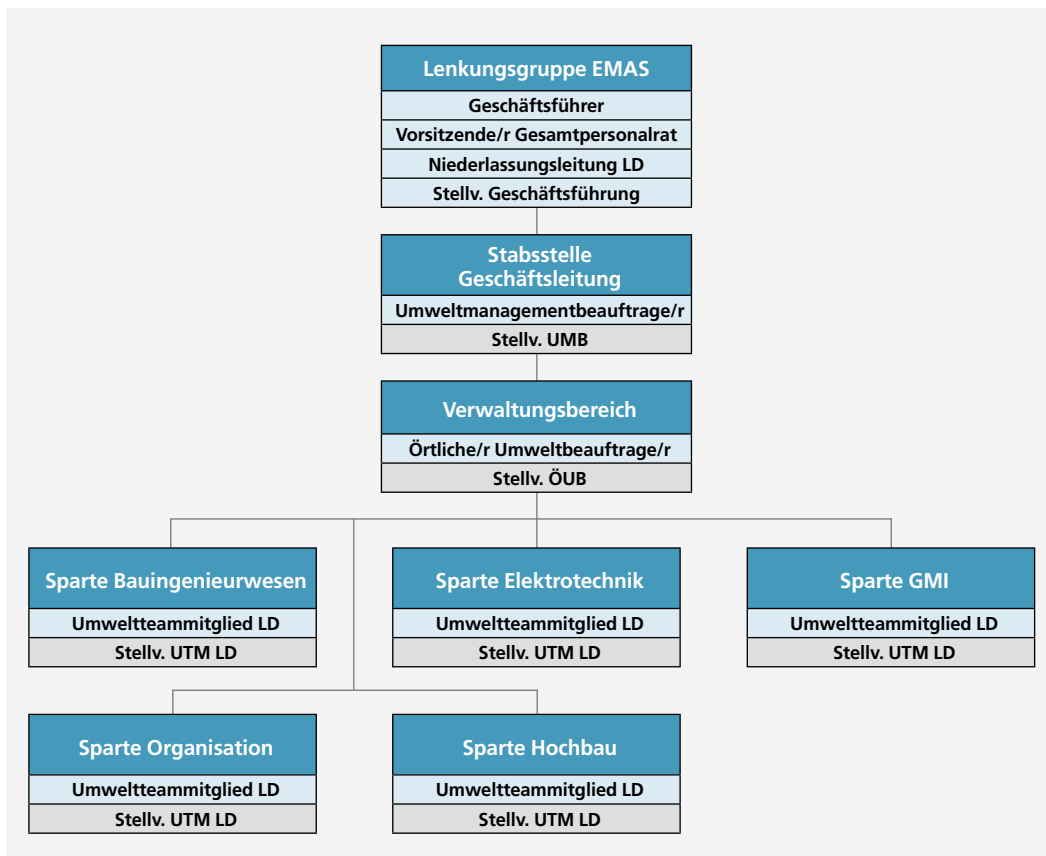 Lenkungsgruppe EMAS
Geschäftsführer
Vorsitzende/r Gesamtpersonalrat
Niederlassungsleitung LD
Stellv. Geschäftsführung
Stabsstelle
Geschäftsleitung
Umweltmanagementbeauftrage/r
Stellv. UMB
Verwaltungsbereich
Örtliche/r Umweltbeauftrage/r
Stellv. ÖUB
Sparte Bauingenieurwesen
Umweltteammitglied LD
Stellv. UTM LD
Sparte Elektrotechnik
Umweltteammitglied LD
Stellv. UTM LD
Sparte GMI
Umweltteammitglied LD
Stellv. UTM LD
Sparte Organisation
Umweltteammitglied LD
Stellv. UTM LD
Sparte Hochbau
Umweltteammitglied LD
Stellv. UTM LD